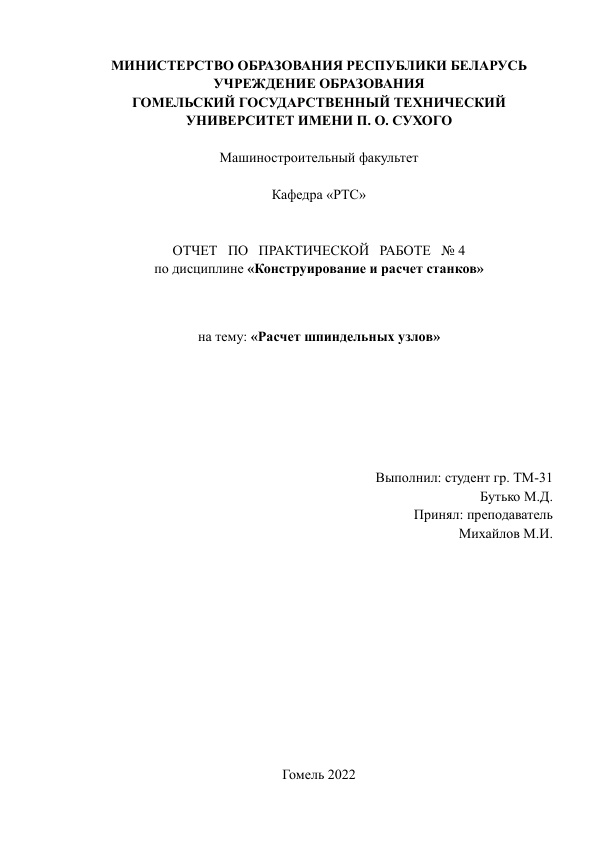 МИНИСТЕРСТВО ОБРАЗОВАНИЯ РЕСПУБЛИКИ БЕЛАРУСЬ
УЧРЕЖДЕНИЕ ОБРАЗОВАНИЯ
ГОМЕЛЬСКИЙ ГОСУДАРСТВЕННЫЙ ТЕХНИЧЕСКИЙ
УНИВЕРСИТЕТ ИМЕНИ П. О. СУХОГО
Машиностроительный факультет
Кафедра «РТС»
ОТЧЕТ ПО ПРАКТИЧЕСКОЙ РАБОТЕ № 4
по дисциплине «Конструирование и расчет станков»
на тему: «Расчет шпиндельных узлов»
Выполнил: студент гр. ТМ-31
Бутько М.Д.
Принял: преподаватель
Михайлов М.И.
Гомель 2022